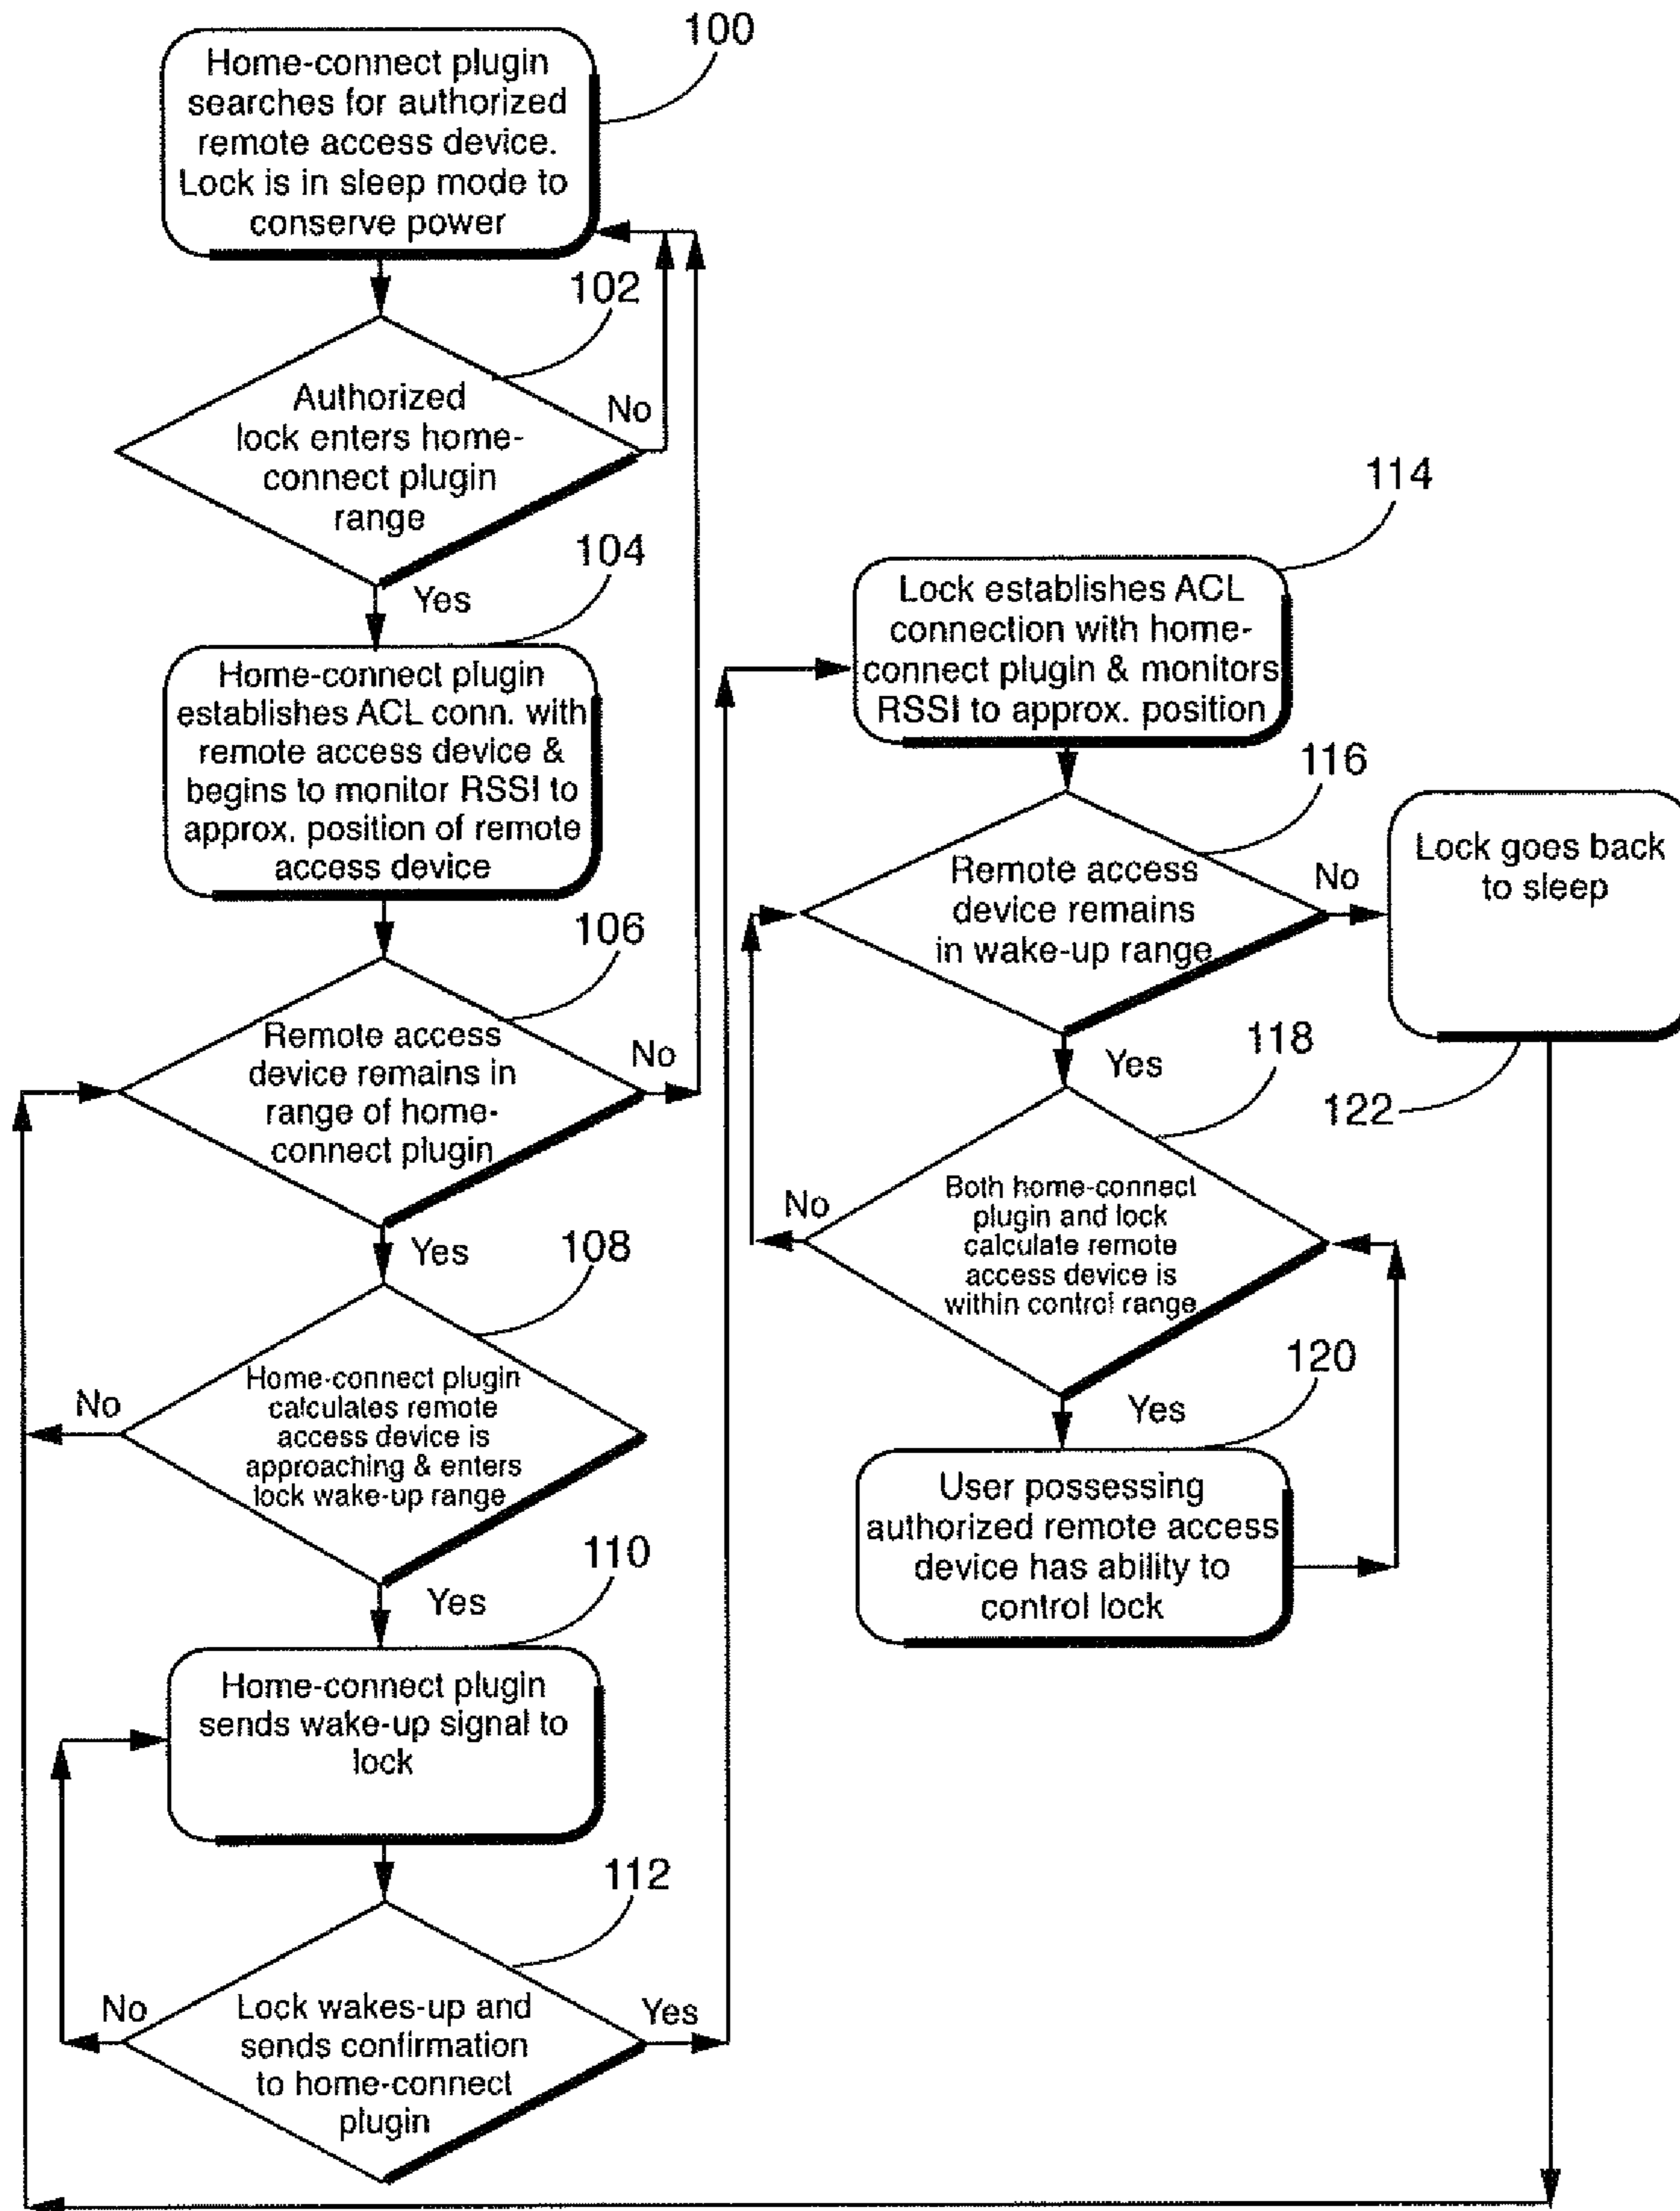 100
Home-connect plugin
searches for authorized
remote access device.
Lock is in sleep mode to
conserve power
102
Authorized
lock enters home-
connect plugin
range
No
Yes
104
Home-connect plugin
establishes ACL conn. with
remote access device &
begins to monitor RSSI to
approx. position of remote
access device
106
Remote access
device remains in
range of home-
connect plugin
No
Yes
108
Home-connect plugin
calculates remote
access device is
approaching & enters
lock wake-up range
No
Yes
110
Home-connect plugin
sends wake-up signal to
lock
112
Lock wakes-up and
sends confirmation
to home-connect
plugin
No
Yes
114
Lock establishes ACL
connection with home-
connect plugin & monitors
RSSI to approx. position
116
Remote access
device remains
in wake-up range
No
Yes
Lock goes back
to sleep
122
118
Both home-connect
plugin and lock
calculate remote
access device is
within control range
No
Yes
120
User possessing
authorized remote access
device has ability to
control lock